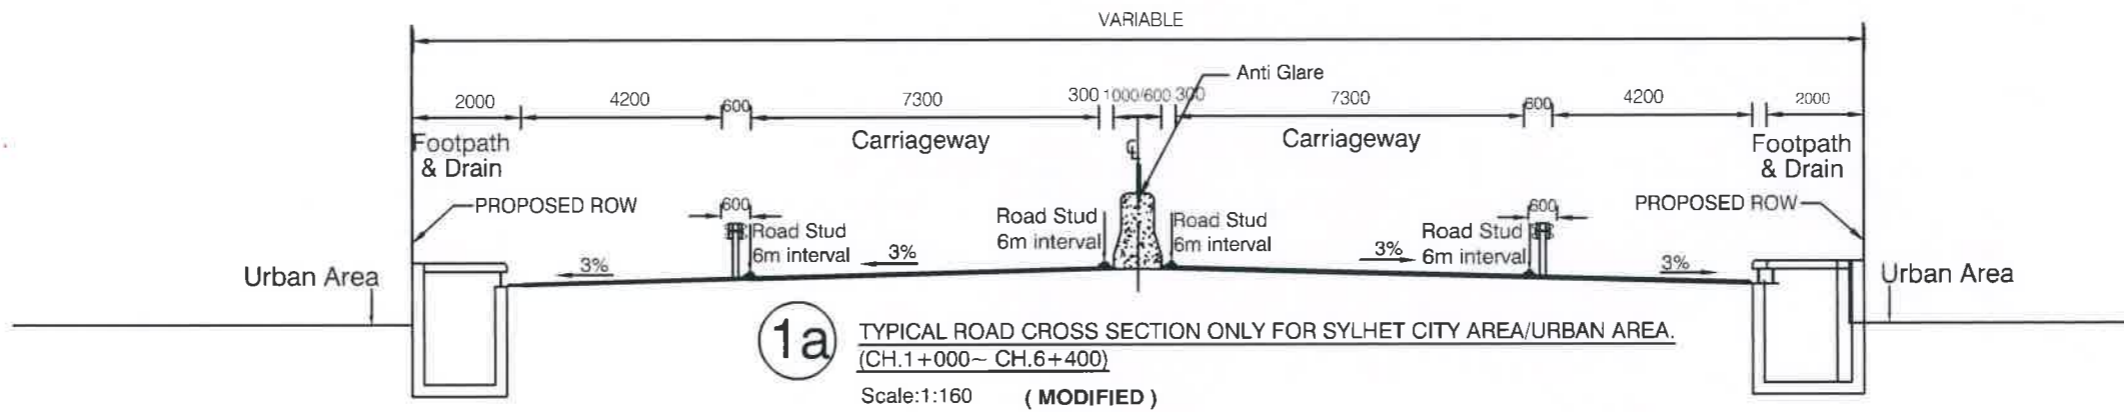 VARIABLE
Anti Glare
2000 4200 600 7300 300 1000/600 300 7300 600 4200 2000
Footpath
& Drain
Carriageway
Carriageway
Footpath
& Drain
℄
PROPOSED ROW
600
Road Stud
6m interval
Road Stud
6m interval
Road Stud
6m interval
600
Road Stud
6m interval
PROPOSED ROW
Urban Area
3%
3%
3%
3%
Urban Area
1a
TYPICAL ROAD CROSS SECTION ONLY FOR SYLHET CITY AREA/URBAN AREA.
(CH.1+000~ CH.6+400)
Scale:1:160 ( MODIFIED )